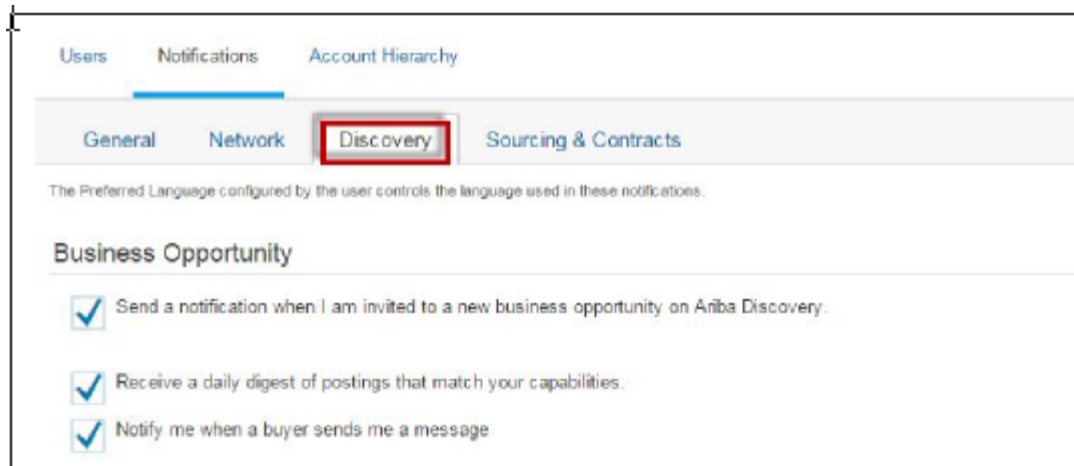 Users Notifications Account Hierarchy
General Network Discovery Sourcing & Contracts
The Preferred Language configured by the user controls the language used in these notifications.
Business Opportunity
Send a notification when I am invited to a new business opportunity on Ariba Discovery.
Receive a daily digest of postings that match your capabilities.
Notify me when a buyer sends me a message